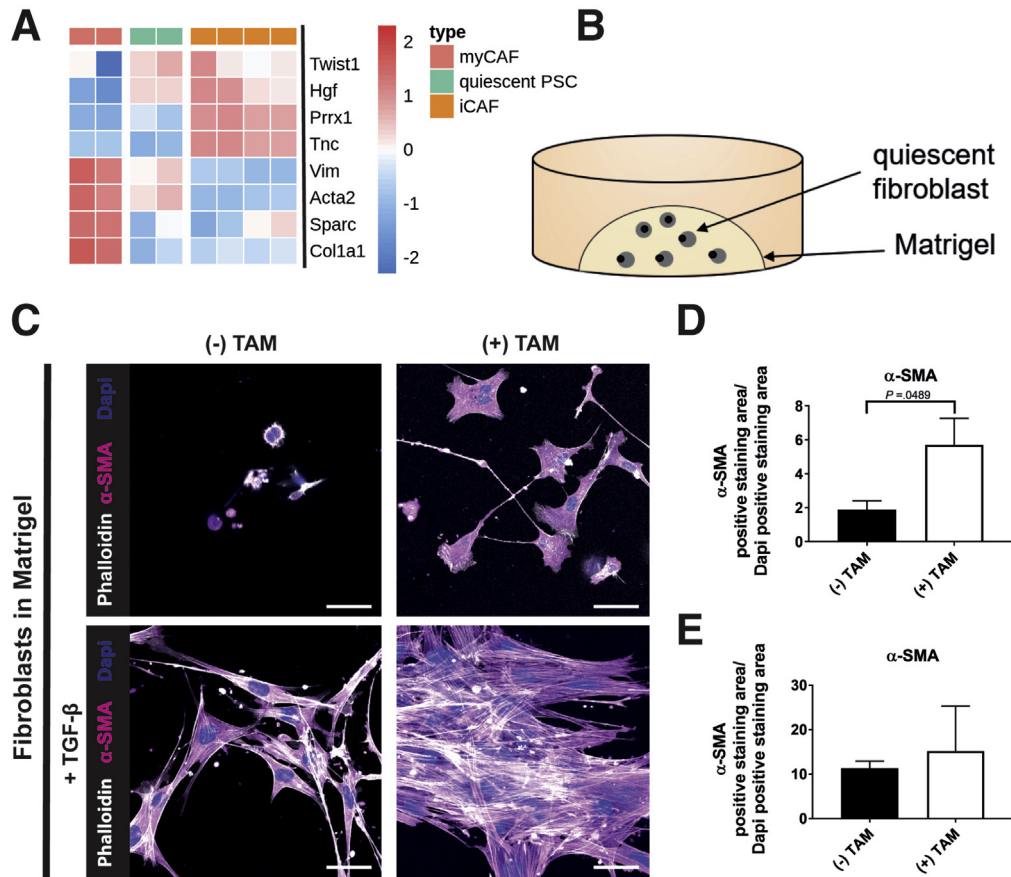 A
2
1
0
-1
-2
type
myCAF
quiescent PSC
iCAF
Twist1
Hgf
Prrx1
Tnc
Vim
Acta2
Sparc
Col1a1
B
quiescent
fibroblast
Matrigel
C
(-) TAM
(+) TAM
Fibroblasts in Matrigel
Phalloidin α-SMA Dapi
+ TGF-β
Phalloidin α-SMA Dapi
D
α-SMA
P =.0489
α-SMA
positive staining area/
Dapi positive staining area
8
6
4
2
0
(-) TAM
(+) TAM
E
α-SMA
α-SMA
positive staining area/
Dapi positive staining area
30
20
10
0
(-) TAM
(+) TAM